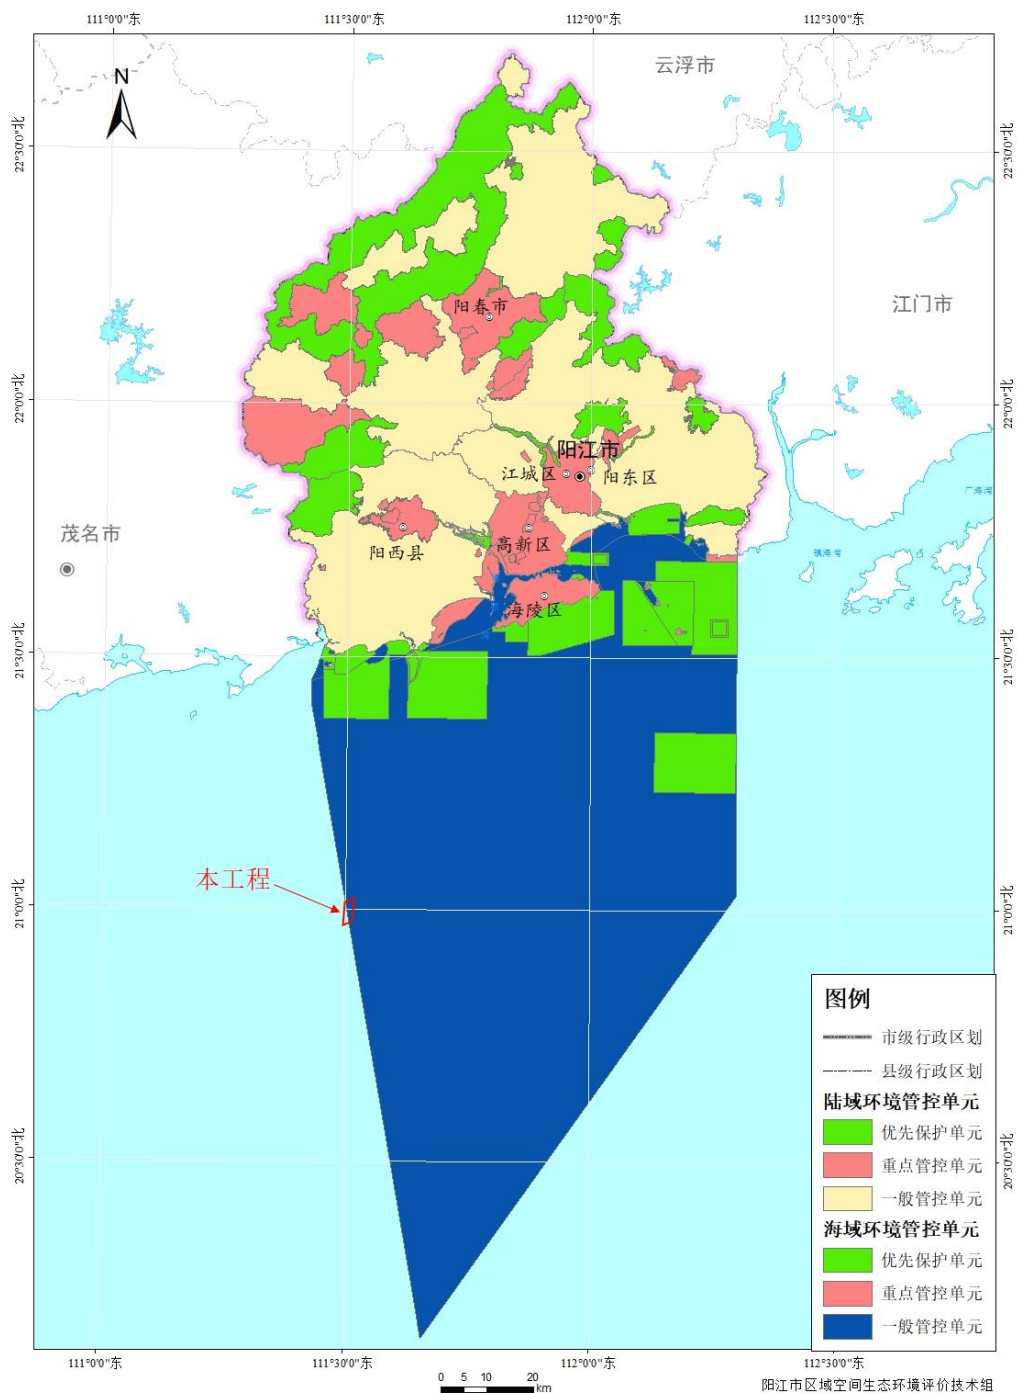 111°0'0"东
111°30'0"东
112°0'0"东
112°30'0"东
N
云浮市
22°30'0"北
22°30'0"北
阳春市
江门市
22°0'0"北
22°0'0"北
阳江市
江城区
阳东区
广海湾
茂名市
阳西县
高新区
镇海湾
海陵区
21°30'0"北
21°30'0"北
本工程
21°0'0"北
21°0'0"北
图例
市级行政区划
县级行政区划
陆域环境管控单元
优先保护单元
重点管控单元
一般管控单元
海域环境管控单元
优先保护单元
重点管控单元
一般管控单元
20°30'0"北
20°30'0"北
111°0'0"东
111°30'0"东
112°0'0"东
112°30'0"东
0 5 10 20
km
阳江市区域空间生态环境评价技术组